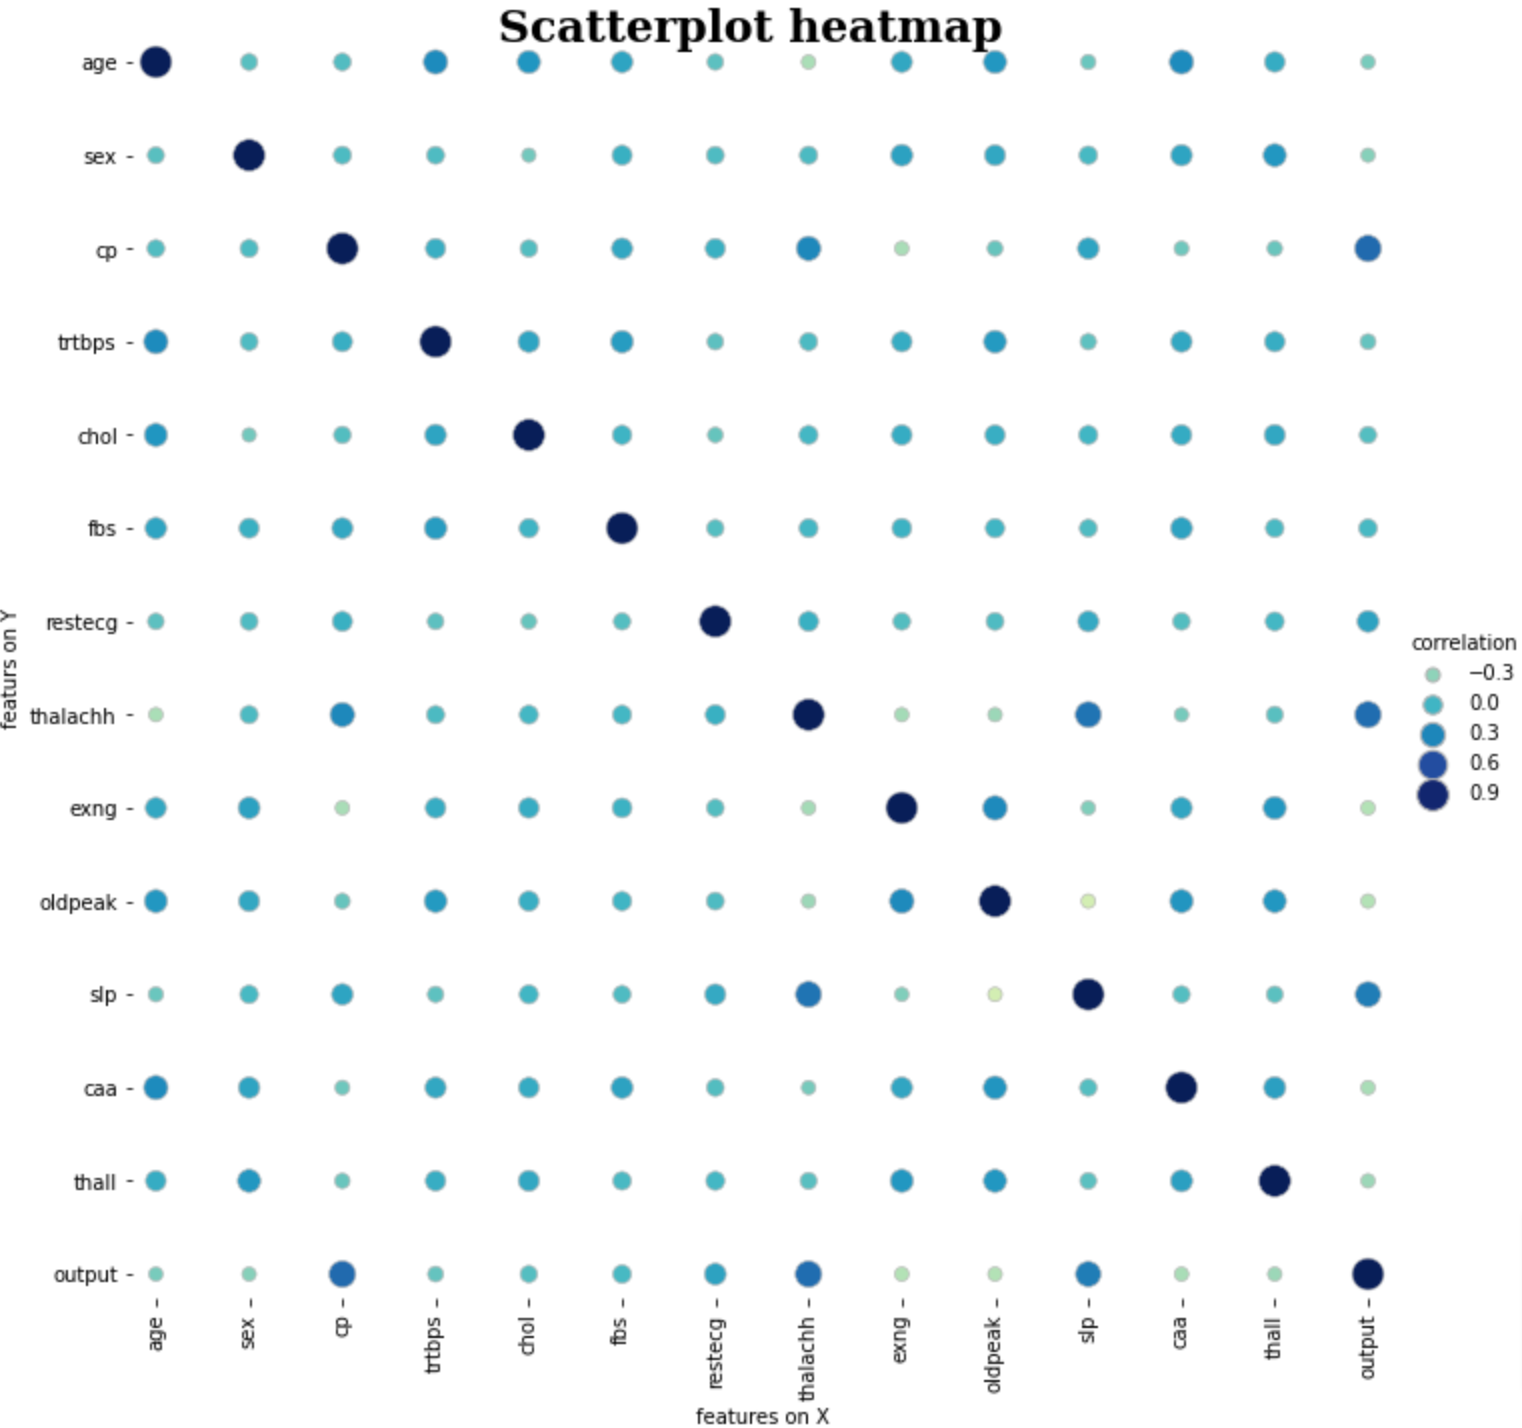 Scatterplot heatmap
age
sex
cp
trtbps
chol
fbs
restecg
thalachh
exng
oldpeak
slp
caa
thall
output
featurs on Y
age
sex
cp
trtbps
chol
fbs
restecg
thalachh
exng
oldpeak
slp
caa
thall
output
features on X
correlation
−0.3
0.0
0.3
0.6
0.9